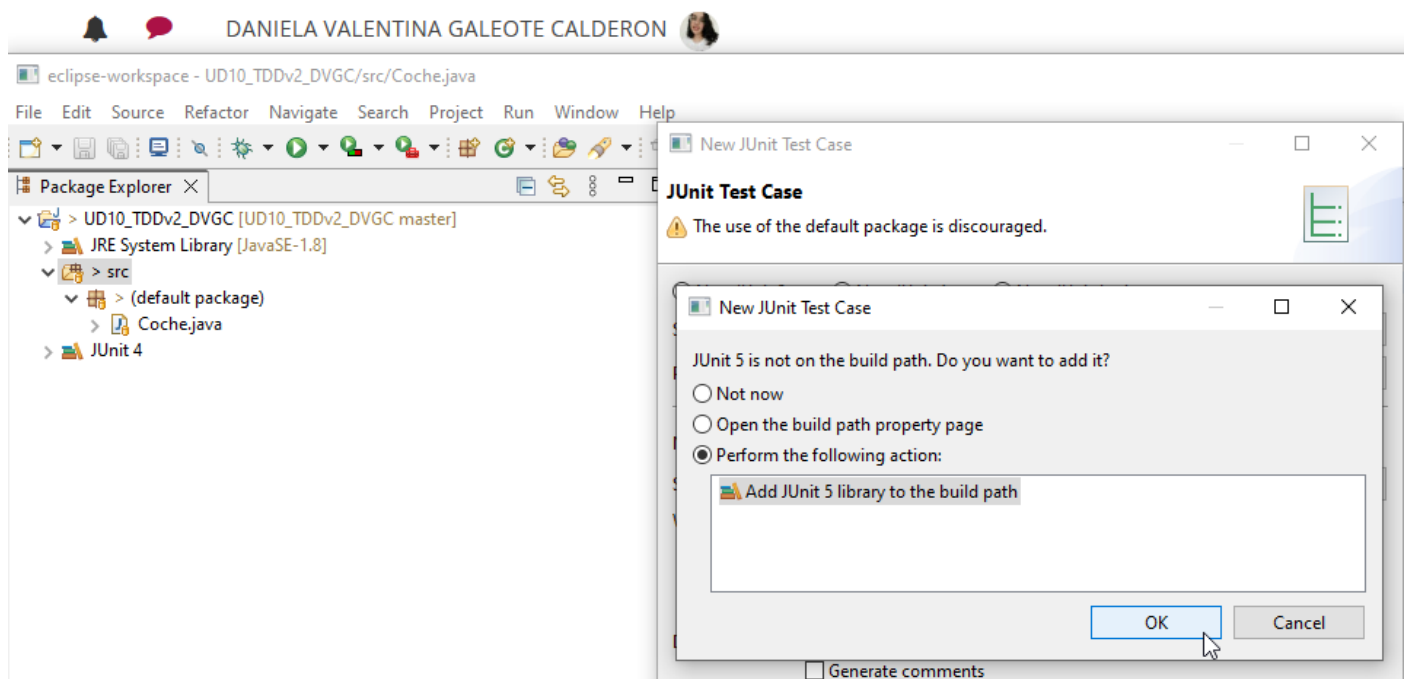 DANIELA VALENTINA GALEOTE CALDERON
eclipse-workspace - UD10_TDDv2_DVGC/src/Coche.java
File Edit Source Refactor Navigate Search Project Run Window Help
Package Explorer
> UD10_TDDv2_DVGC [UD10_TDDv2_DVGC master]
JRE System Library [JavaSE-1.8]
> src
> (default package)
Coche.java
JUnit 4
New JUnit Test Case
JUnit Test Case
The use of the default package is discouraged.
New JUnit Test Case
JUnit 5 is not on the build path. Do you want to add it?
Not now
Open the build path property page
Perform the following action:
Add JUnit 5 library to the build path
OK Cancel
Generate comments